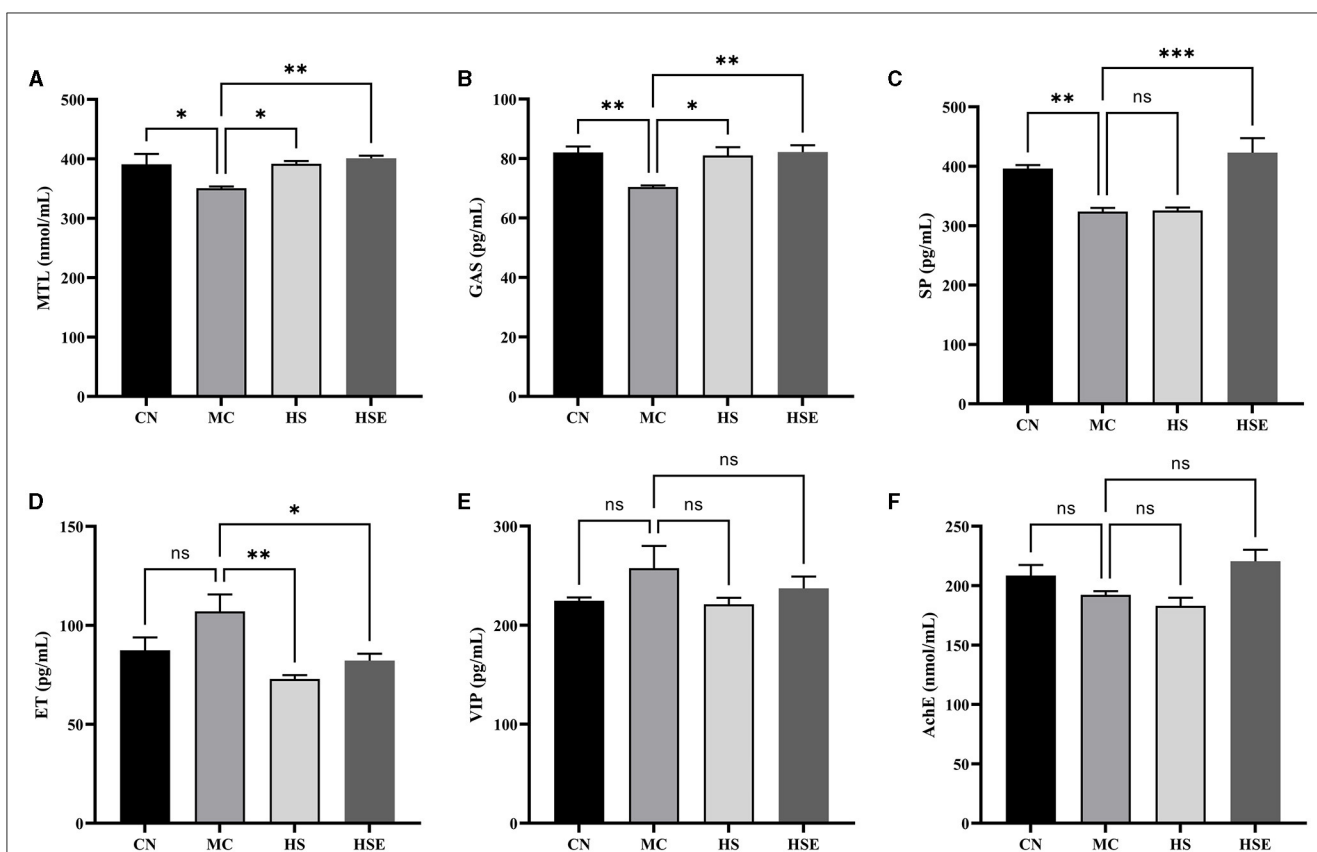 A
**
* *
500
400
300
200
100
0
MTL (nmol/mL)
CN MC HS HSE
B
**
** *
100
80
60
40
20
0
GAS (pg/mL)
CN MC HS HSE
C
***
** ns
500
400
300
200
100
0
SP (pg/mL)
CN MC HS HSE
D
*
ns **
150
100
50
0
ET (pg/mL)
CN MC HS HSE
E
ns
ns ns
300
200
100
0
VIP (pg/mL)
CN MC HS HSE
F
ns
ns ns
250
200
150
100
50
0
AchE (nmol/mL)
CN MC HS HSE